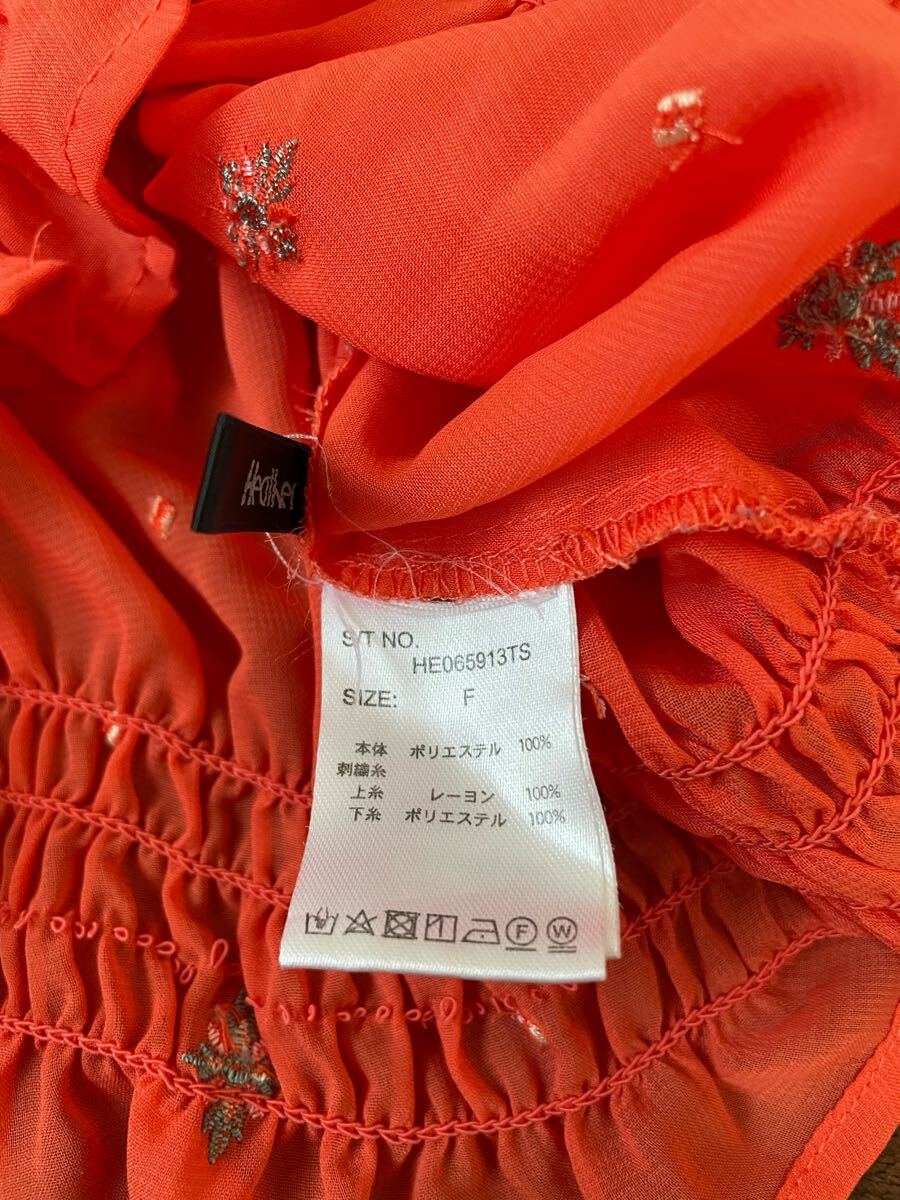 Heather
S/T NO.
HE065913TS
SIZE: F
本体 ポリエステル 100%
刺繍糸
上糸 レーヨン 100%
下糸 ポリエステル 100%
F W